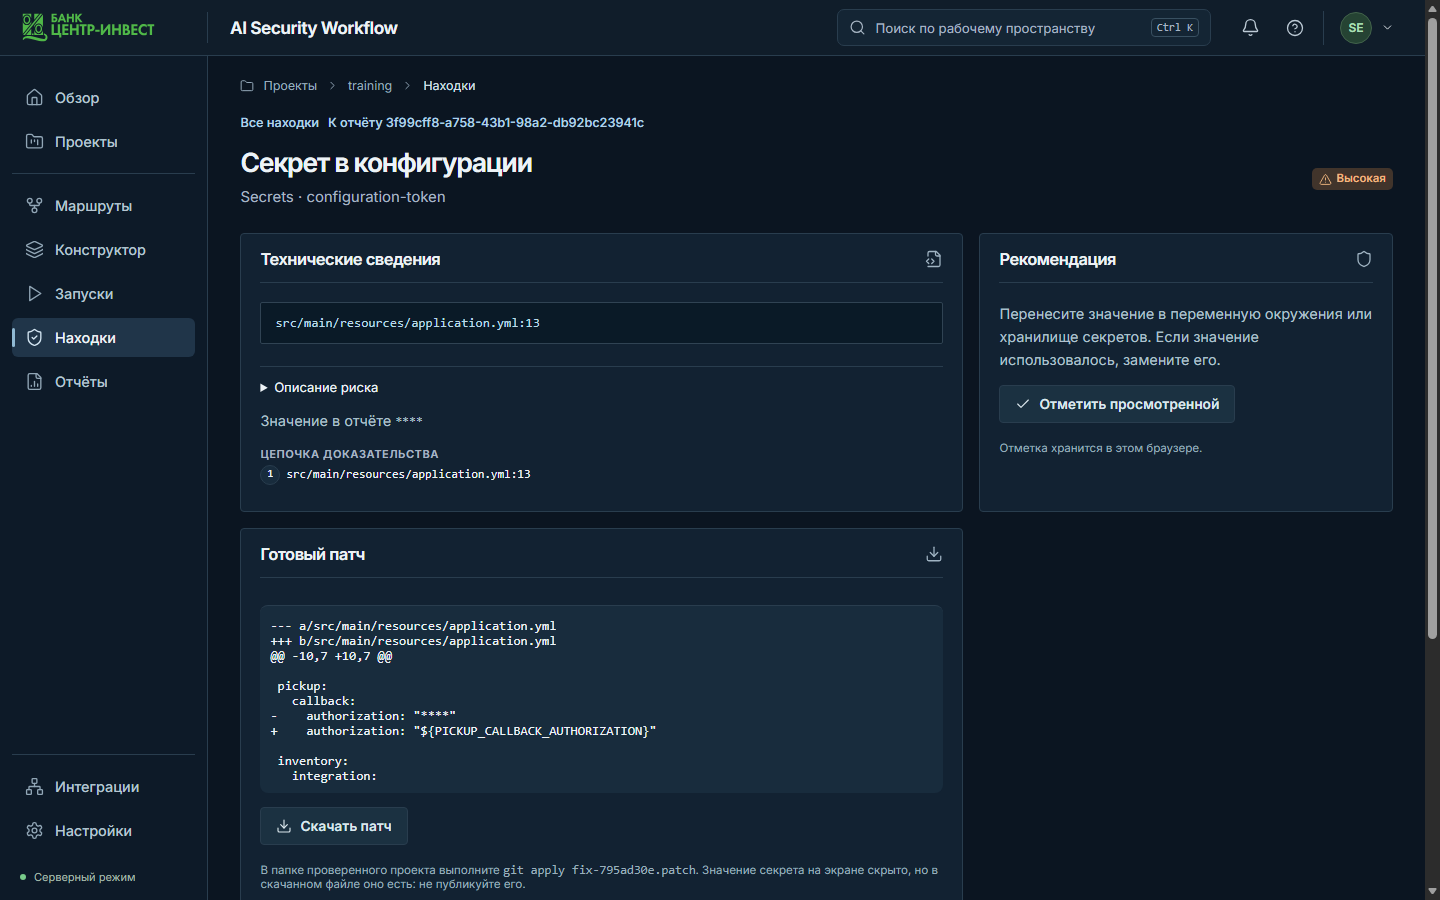 БАНК
ЦЕНТР-ИНВЕСТ
AI Security Workflow
Поиск по рабочему пространству
Ctrl K
SE
Обзор
Проекты
Маршруты
Конструктор
Запуски
Находки
Отчёты
Интеграции
Настройки
Серверный режим
Проекты
training
Находки
Все находки К отчёту 3f99cff8-a758-43b1-98a2-db92bc23941c
Секрет в конфигурации
Secrets · configuration-token
Высокая
Технические сведения
src/main/resources/application.yml:13
Описание риска
Значение в отчёте ****
ЦЕПОЧКА ДОКАЗАТЕЛЬСТВА
1 src/main/resources/application.yml:13
Рекомендация
Перенесите значение в переменную окружения или
хранилище секретов. Если значение
использовалось, замените его.
Отметить просмотренной
Отметка хранится в этом браузере.
Готовый патч
--- a/src/main/resources/application.yml
+++ b/src/main/resources/application.yml
@@ -10,7 +10,7 @@
pickup:
callback:
-    authorization: "****"
+    authorization: "${PICKUP_CALLBACK_AUTHORIZATION}"
inventory:
integration:
Скачать патч
В папке проверенного проекта выполните git apply fix-795ad30e.patch. Значение секрета на экране скрыто, но в
скачанном файле оно есть: не публикуйте его.